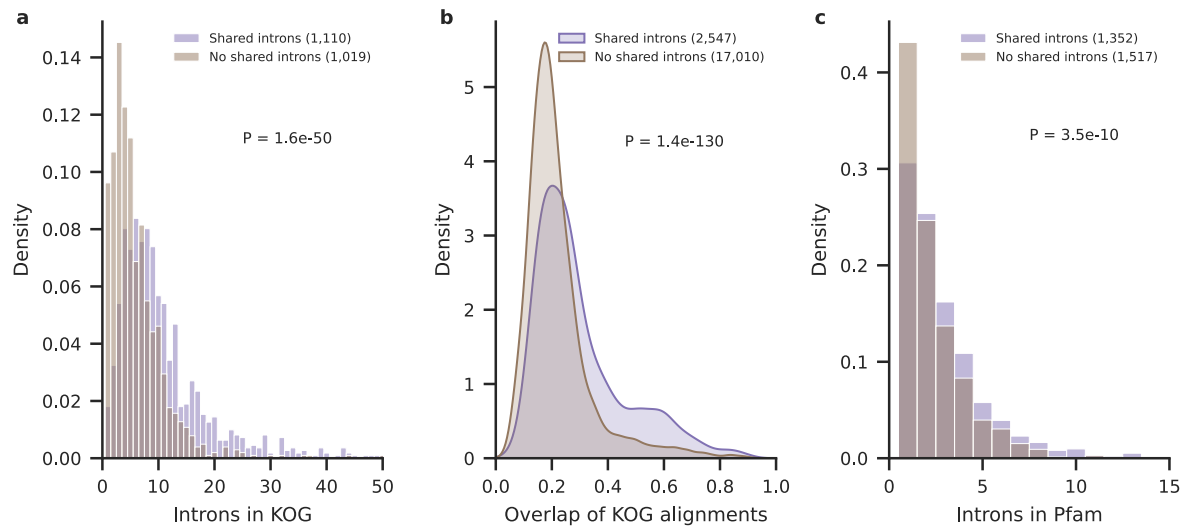 a
Shared introns (1,110)
No shared introns (1,019)
P = 1.6e-50
Density
0.14
0.12
0.10
0.08
0.06
0.04
0.02
0.00
0 10 20 30 40 50
Introns in KOG
b
Shared introns (2,547)
No shared introns (17,010)
P = 1.4e-130
Density
5
4
3
2
1
0
0.0 0.2 0.4 0.6 0.8 1.0
Overlap of KOG alignments
c
Shared introns (1,352)
No shared introns (1,517)
P = 3.5e-10
Density
0.4
0.3
0.2
0.1
0.0
0 5 10 15
Introns in Pfam